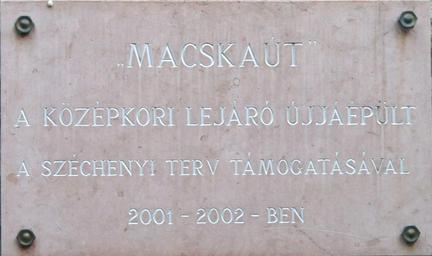 „MACSKAÚT”
A KÖZÉPKORI LEJÁRÓ ÚJJÁÉPÜLT
A SZÉCHENYI TERV TÁMOGATÁSÁVAL
2001 - 2002 - BEN